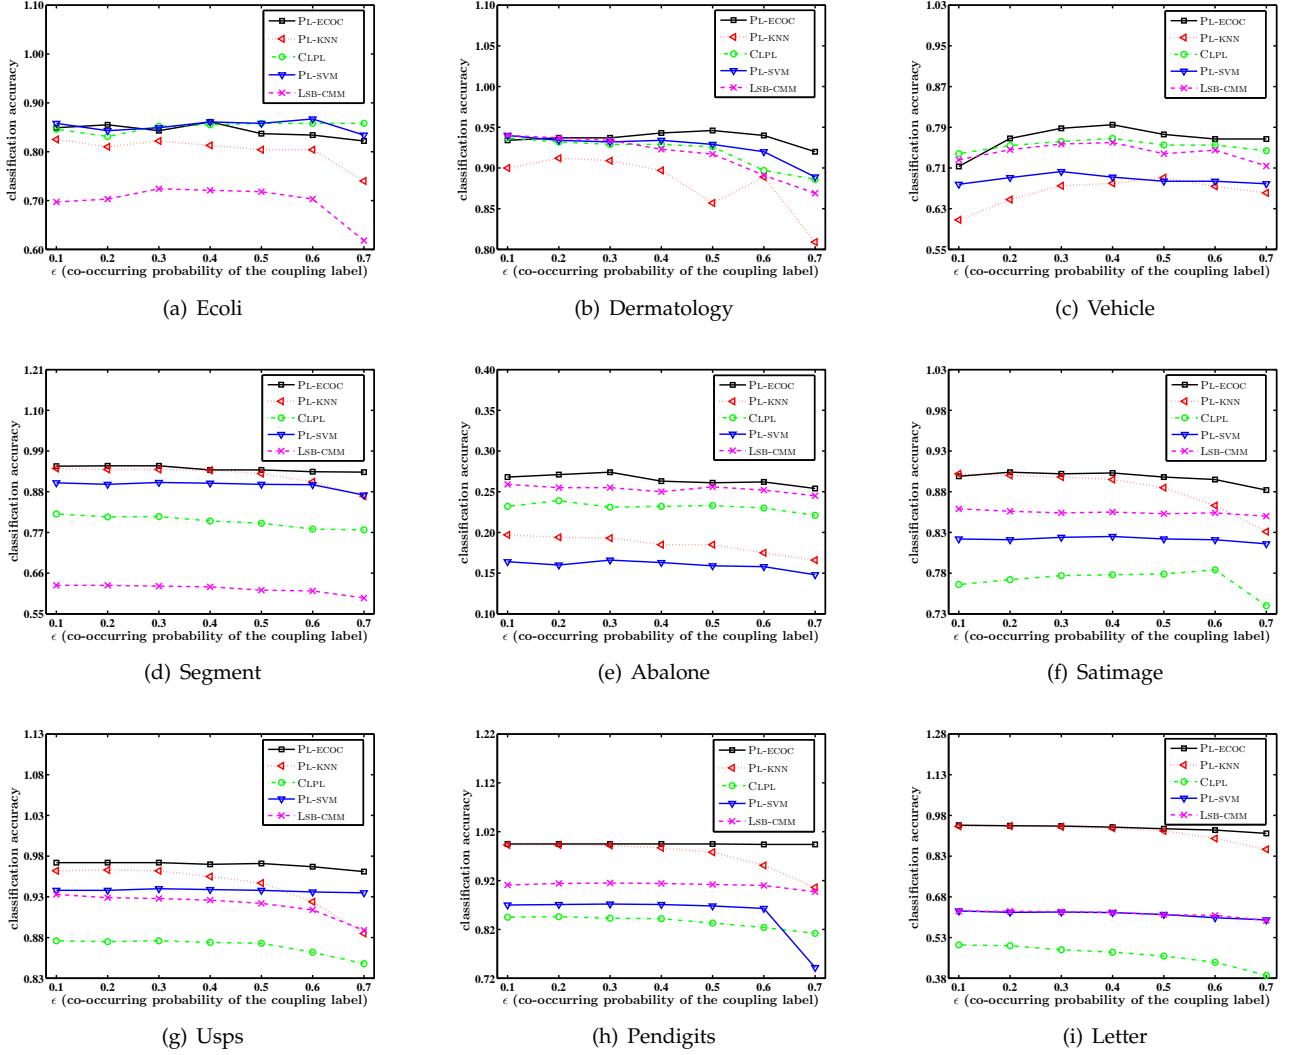 1.10
1.00
0.90
0.80
0.70
0.60
classification accuracy
PL-ECOC
PL-KNN
CLPL
PL-SVM
LSB-CMM
0.1 0.2 0.3 0.4 0.5 0.6 0.7
ϵ (co-occurring probability of the coupling label)
(a) Ecoli
1.10
1.05
1.00
0.95
0.90
0.85
0.80
classification accuracy
PL-ECOC
PL-KNN
CLPL
PL-SVM
LSB-CMM
0.1 0.2 0.3 0.4 0.5 0.6 0.7
ϵ (co-occurring probability of the coupling label)
(b) Dermatology
1.03
0.95
0.87
0.79
0.71
0.63
0.55
classification accuracy
PL-ECOC
PL-KNN
CLPL
PL-SVM
LSB-CMM
0.1 0.2 0.3 0.4 0.5 0.6 0.7
ϵ (co-occurring probability of the coupling label)
(c) Vehicle
1.21
1.10
0.99
0.88
0.77
0.66
0.55
classification accuracy
PL-ECOC
PL-KNN
CLPL
PL-SVM
LSB-CMM
0.1 0.2 0.3 0.4 0.5 0.6 0.7
ϵ (co-occurring probability of the coupling label)
(d) Segment
0.40
0.35
0.30
0.25
0.20
0.15
0.10
classification accuracy
PL-ECOC
PL-KNN
CLPL
PL-SVM
LSB-CMM
0.1 0.2 0.3 0.4 0.5 0.6 0.7
ϵ (co-occurring probability of the coupling label)
(e) Abalone
1.03
0.98
0.93
0.88
0.83
0.78
0.73
classification accuracy
PL-ECOC
PL-KNN
CLPL
PL-SVM
LSB-CMM
0.1 0.2 0.3 0.4 0.5 0.6 0.7
ϵ (co-occurring probability of the coupling label)
(f) Satimage
1.13
1.08
1.03
0.98
0.93
0.88
0.83
classification accuracy
PL-ECOC
PL-KNN
CLPL
PL-SVM
LSB-CMM
0.1 0.2 0.3 0.4 0.5 0.6 0.7
ϵ (co-occurring probability of the coupling label)
(g) Usps
1.22
1.12
1.02
0.92
0.82
0.72
classification accuracy
PL-ECOC
PL-KNN
CLPL
PL-SVM
LSB-CMM
0.1 0.2 0.3 0.4 0.5 0.6 0.7
ϵ (co-occurring probability of the coupling label)
(h) Pendigits
1.28
1.13
0.98
0.83
0.68
0.53
0.38
classification accuracy
PL-ECOC
PL-KNN
CLPL
PL-SVM
LSB-CMM
0.1 0.2 0.3 0.4 0.5 0.6 0.7
ϵ (co-occurring probability of the coupling label)
(i) Letter